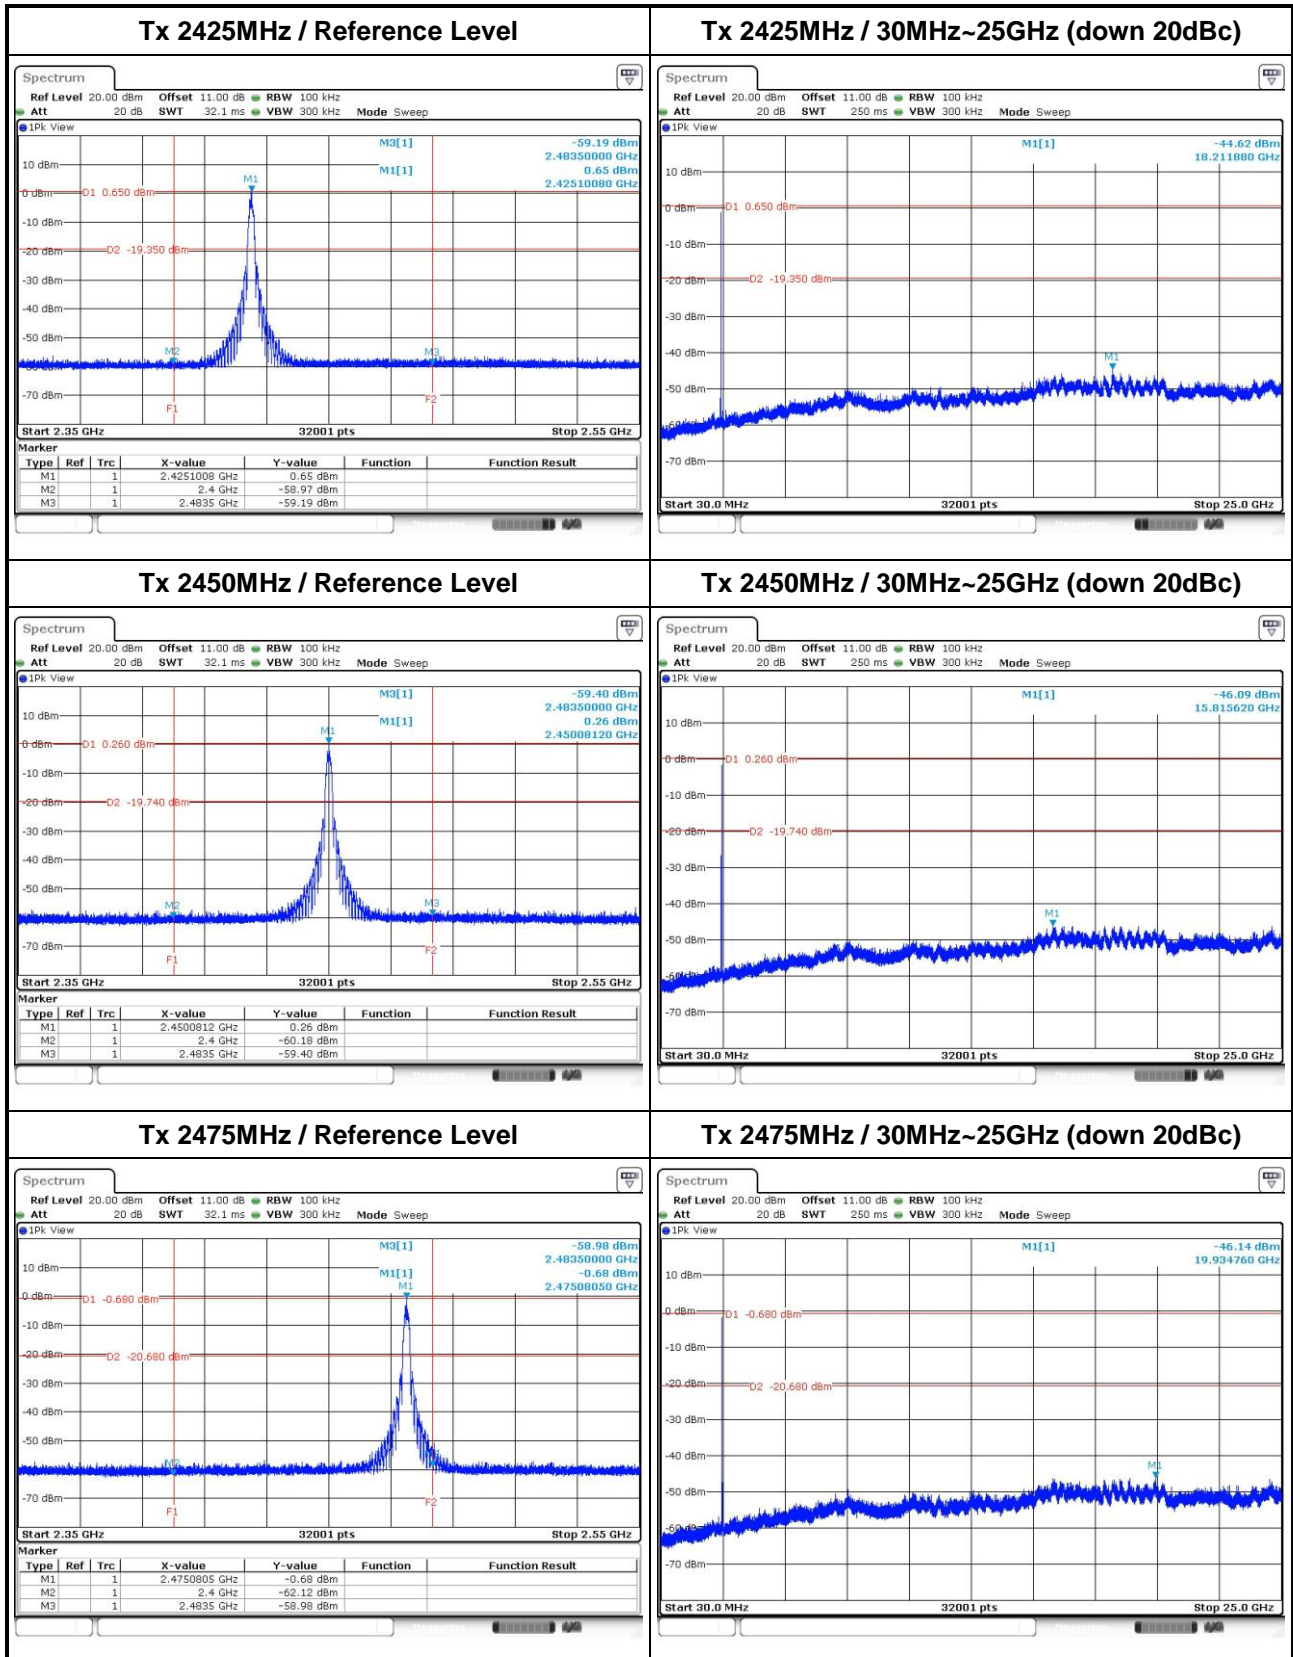 Tx 2425MHz / Reference Level
Tx 2425MHz / 30MHz~25GHz (down 20dBc)
Spectrum
Ref Level 20.00 dBm Offset 11.00 dB RBW 100 kHz
Att 20 dB SWT 32.1 ms VBW 300 kHz Mode Sweep
1Pk View
M3[1] -59.19 dBm
2.48350000 GHz
M1[1] 0.65 dBm
2.42510080 GHz
10 dBm
M1
0 dBm
D1 0.650 dBm
-10 dBm
-20 dBm
D2 -19.350 dBm
-30 dBm
-40 dBm
-50 dBm
M2
M3
-70 dBm
F1
F2
Start 2.35 GHz 32001 pts Stop 2.55 GHz
Marker
Type Ref Trc X-value Y-value Function Function Result
M1 1 2.4251008 GHz 0.65 dBm
M2 1 2.4 GHz -58.97 dBm
M3 1 2.4835 GHz -59.19 dBm
Spectrum
Ref Level 20.00 dBm Offset 11.00 dB RBW 100 kHz
Att 20 dB SWT 250 ms VBW 300 kHz Mode Sweep
1Pk View
M1[1] -44.62 dBm
18.211880 GHz
10 dBm
0 dBm
D1 0.650 dBm
-10 dBm
-20 dBm
D2 -19.350 dBm
-30 dBm
-40 dBm
M1
-50 dBm
-70 dBm
Start 30.0 MHz 32001 pts Stop 25.0 GHz
Tx 2450MHz / Reference Level
Tx 2450MHz / 30MHz~25GHz (down 20dBc)
Spectrum
Ref Level 20.00 dBm Offset 11.00 dB RBW 100 kHz
Att 20 dB SWT 32.1 ms VBW 300 kHz Mode Sweep
1Pk View
M3[1] -59.40 dBm
2.48350000 GHz
M1[1] 0.26 dBm
2.45008120 GHz
10 dBm
M1
0 dBm
D1 0.260 dBm
-10 dBm
-20 dBm
D2 -19.740 dBm
-30 dBm
-40 dBm
-50 dBm
M2
M3
-70 dBm
F1
F2
Start 2.35 GHz 32001 pts Stop 2.55 GHz
Marker
Type Ref Trc X-value Y-value Function Function Result
M1 1 2.4500812 GHz 0.26 dBm
M2 1 2.4 GHz -60.18 dBm
M3 1 2.4835 GHz -59.40 dBm
Spectrum
Ref Level 20.00 dBm Offset 11.00 dB RBW 100 kHz
Att 20 dB SWT 250 ms VBW 300 kHz Mode Sweep
1Pk View
M1[1] -46.09 dBm
15.815620 GHz
10 dBm
0 dBm
D1 0.260 dBm
-10 dBm
-20 dBm
D2 -19.740 dBm
-30 dBm
-40 dBm
M1
-50 dBm
-70 dBm
Start 30.0 MHz 32001 pts Stop 25.0 GHz
Tx 2475MHz / Reference Level
Tx 2475MHz / 30MHz~25GHz (down 20dBc)
Spectrum
Ref Level 20.00 dBm Offset 11.00 dB RBW 100 kHz
Att 20 dB SWT 32.1 ms VBW 300 kHz Mode Sweep
1Pk View
M3[1] -58.98 dBm
2.48350000 GHz
M1[1] -0.68 dBm
2.47508050 GHz
10 dBm
M1
0 dBm
D1 -0.680 dBm
-10 dBm
-20 dBm
D2 -20.680 dBm
-30 dBm
-40 dBm
-50 dBm
M2
-70 dBm
F1
F2
Start 2.35 GHz 32001 pts Stop 2.55 GHz
Marker
Type Ref Trc X-value Y-value Function Function Result
M1 1 2.4750805 GHz -0.68 dBm
M2 1 2.4 GHz -62.12 dBm
M3 1 2.4835 GHz -58.98 dBm
Spectrum
Ref Level 20.00 dBm Offset 11.00 dB RBW 100 kHz
Att 20 dB SWT 250 ms VBW 300 kHz Mode Sweep
1Pk View
M1[1] -46.14 dBm
19.934760 GHz
10 dBm
0 dBm
D1 -0.680 dBm
-10 dBm
-20 dBm
D2 -20.680 dBm
-30 dBm
-40 dBm
M1
-50 dBm
-70 dBm
Start 30.0 MHz 32001 pts Stop 25.0 GHz